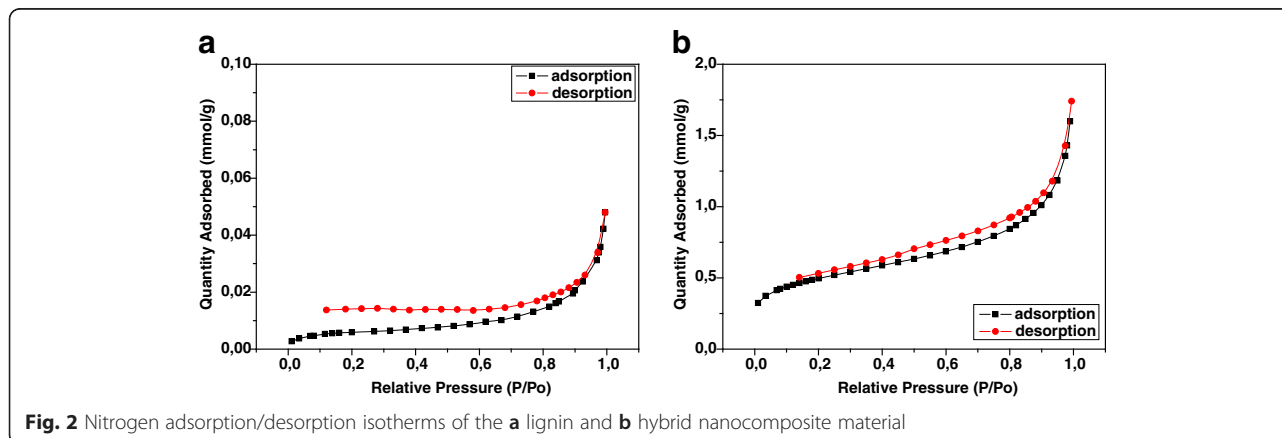 a
0,10
0,08
0,06
0,04
0,02
0,00
Quantity Adsorbed (mmol/g)
adsorption
desorption
0,0 0,2 0,4 0,6 0,8 1,0
Relative Pressure (P/Po)
b
2,0
1,5
1,0
0,5
0,0
Quantity Adsorbed (mmol/g)
adsorption
desorption
0,0 0,2 0,4 0,6 0,8 1,0
Relative Pressure (P/Po)
Fig. 2 Nitrogen adsorption/desorption isotherms of the a lignin and b hybrid nanocomposite material